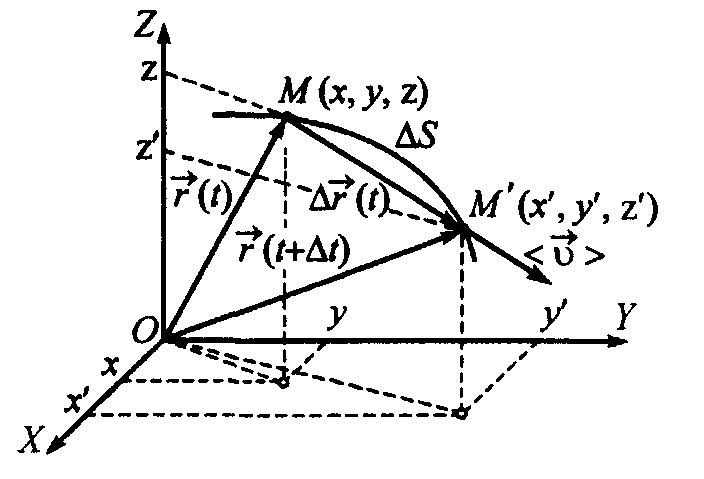 Z
z
M (x, y, z)
ΔS
z'
r⃗ (t)
Δr⃗ (t)
M' (x', y', z')
r⃗ (t+Δt)
< υ⃗ >
O
y
y'
Y
x
x'
X